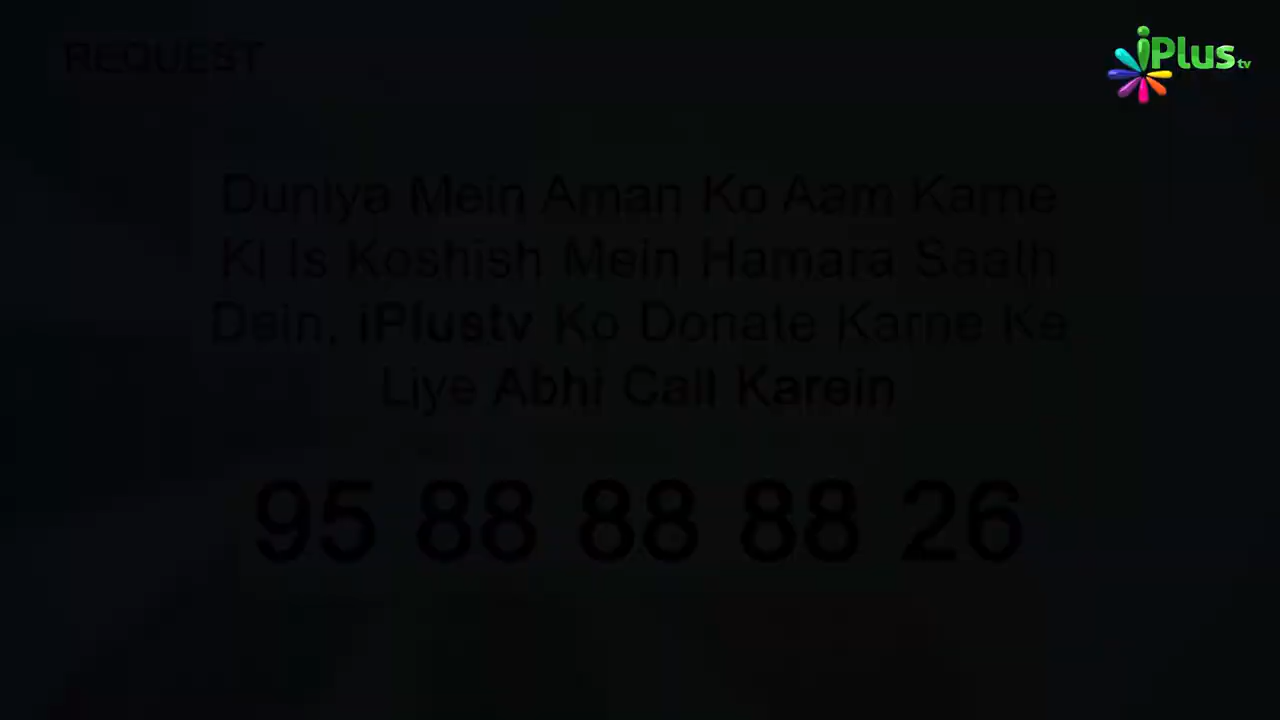 REQUEST
iPlus tv
Duniya Mein Aman Ko Aam Karne
Ki Is Koshish Mein Hamara Saath
Dein, iPlustv Ko Donate Karne Ke
Liye Abhi Call Karein
95 88 88 88 26